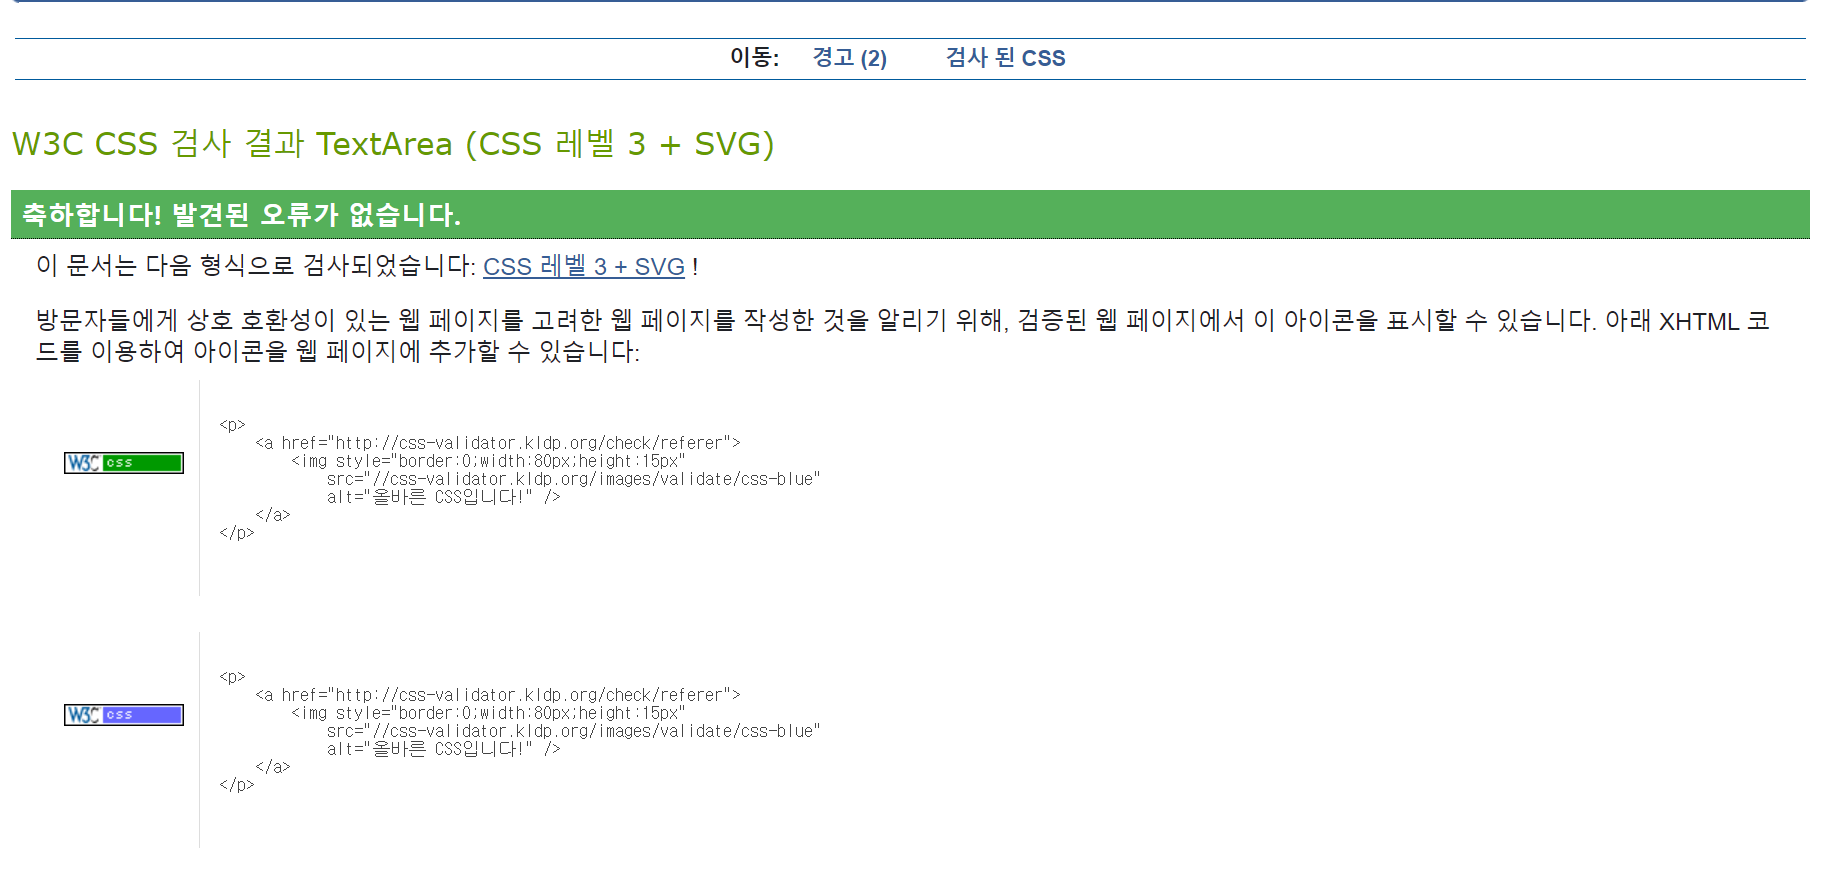 이동: 경고 (2) 검사 된 CSS
W3C CSS 검사 결과 TextArea (CSS 레벨 3 + SVG)
축하합니다! 발견된 오류가 없습니다.
이 문서는 다음 형식으로 검사되었습니다: CSS 레벨 3 + SVG !
방문자들에게 상호 호환성이 있는 웹 페이지를 고려한 웹 페이지를 작성한 것을 알리기 위해, 검증된 웹 페이지에서 이 아이콘을 표시할 수 있습니다. 아래 XHTML 코
드를 이용하여 아이콘을 웹 페이지에 추가할 수 있습니다:
W3C css
<p>
<a href="http://css-validator.kldp.org/check/referer">
<img style="border:0;width:80px;height:15px"
src="//css-validator.kldp.org/images/validate/css-blue"
alt="올바른 CSS입니다!" />
</a>
</p>
W3C css
<p>
<a href="http://css-validator.kldp.org/check/referer">
<img style="border:0;width:80px;height:15px"
src="//css-validator.kldp.org/images/validate/css-blue"
alt="올바른 CSS입니다!" />
</a>
</p>